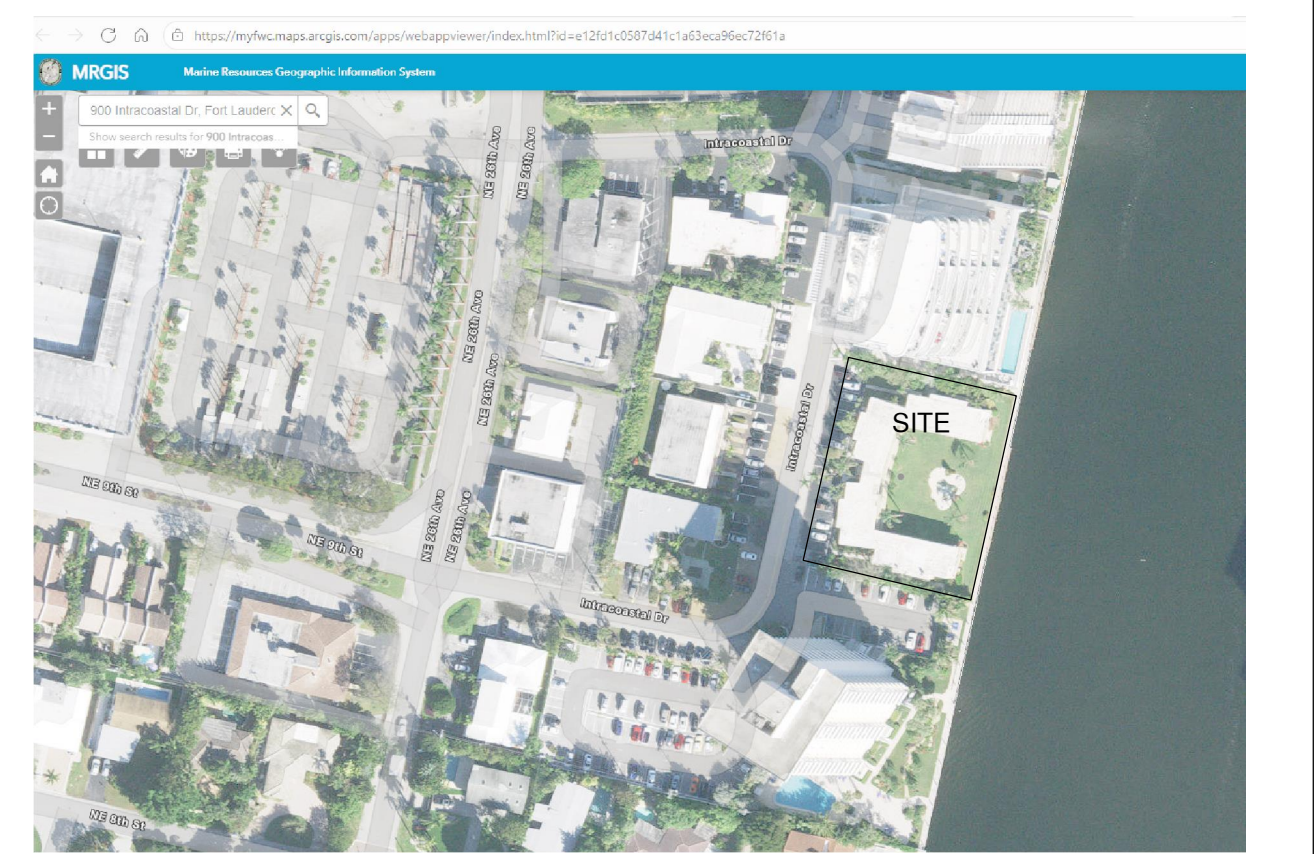 https://myfwc.maps.arcgis.com/apps/webappviewer/index.html?id=e12fd1c0587d41c1a63eca96ec72f61a
MRGIS Marine Resources Geographic Information System
900 Intracoastal Dr, Fort Lauderd
Show search results for 900 Intracoas...
Intracoastal Dr
NE 26th Ave
NE 26th Ave
NE 26th Ave
NE 26th Ave
Intracoastal Dr
SITE
NE 9th St
NE 26th Ave
NE 26th Ave
NE 9th St
Intracoastal Dr
NE 8th St